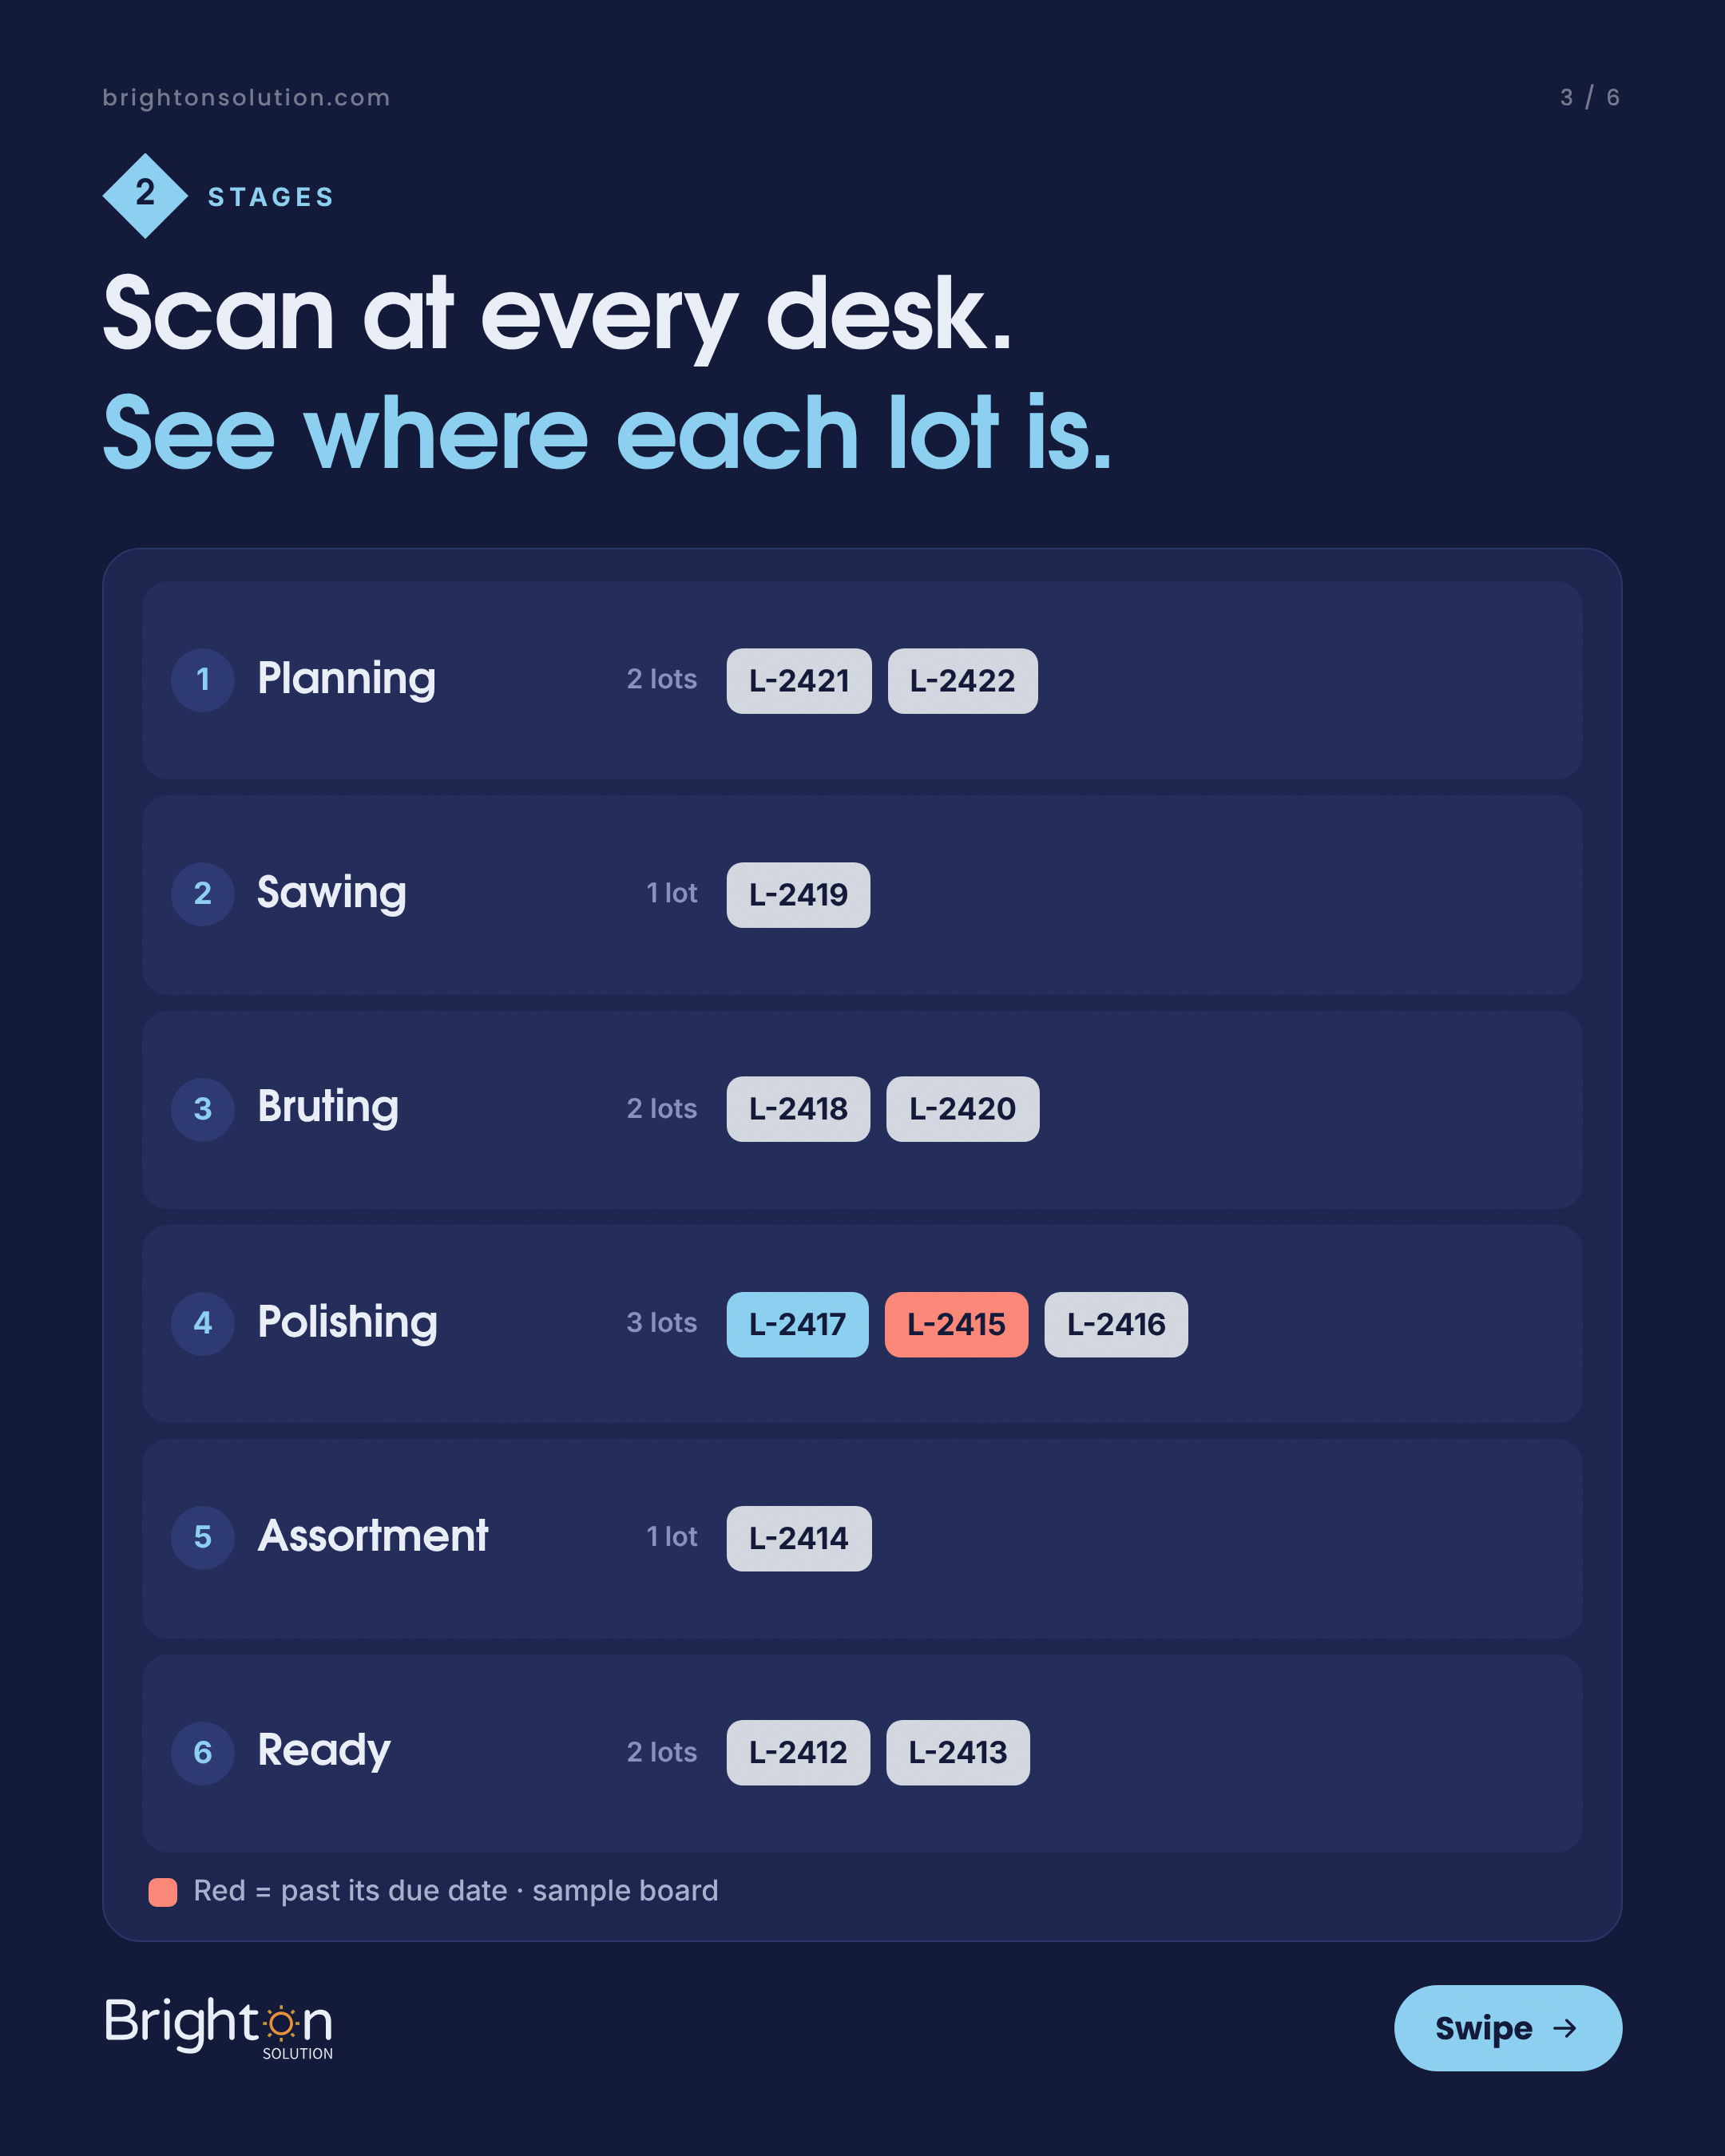 brightonsolution.com
3 / 6
2 STAGES
Scan at every desk.
See where each lot is.
1 Planning 2 lots L-2421 L-2422
2 Sawing 1 lot L-2419
3 Bruting 2 lots L-2418 L-2420
4 Polishing 3 lots L-2417 L-2415 L-2416
5 Assortment 1 lot L-2414
6 Ready 2 lots L-2412 L-2413
Red = past its due date · sample board
Brighton
SOLUTION
Swipe →